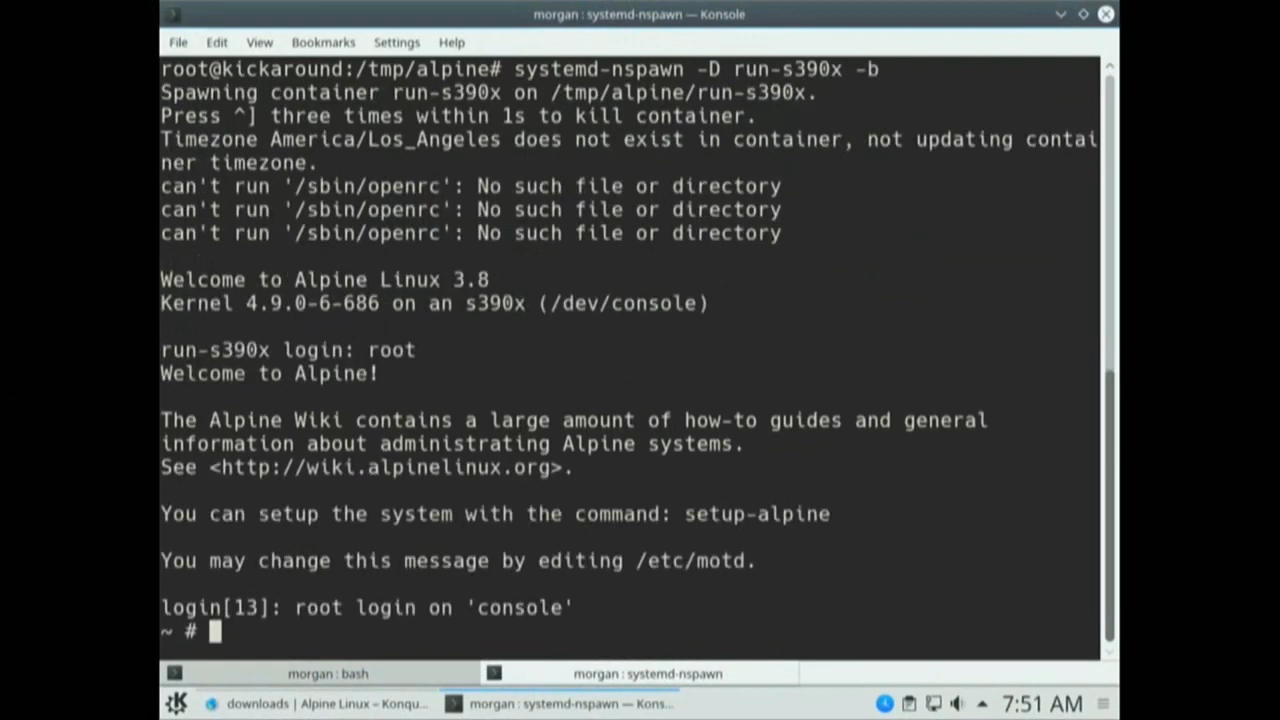 morgan : systemd-nspawn — Konsole
File Edit View Bookmarks Settings Help
root@kickaround:/tmp/alpine# systemd-nspawn -D run-s390x -b
Spawning container run-s390x on /tmp/alpine/run-s390x.
Press ^] three times within 1s to kill container.
Timezone America/Los_Angeles does not exist in container, not updating contai
ner timezone.
can't run '/sbin/openrc': No such file or directory
can't run '/sbin/openrc': No such file or directory
can't run '/sbin/openrc': No such file or directory
Welcome to Alpine Linux 3.8
Kernel 4.9.0-6-686 on an s390x (/dev/console)
run-s390x login: root
Welcome to Alpine!
The Alpine Wiki contains a large amount of how-to guides and general
information about administrating Alpine systems.
See <http://wiki.alpinelinux.org>.
You can setup the system with the command: setup-alpine
You may change this message by editing /etc/motd.
login[13]: root login on 'console'
~ #
morgan : bash morgan : systemd-nspawn
downloads | Alpine Linux – Konqu... morgan : systemd-nspawn — Kons... 7:51 AM